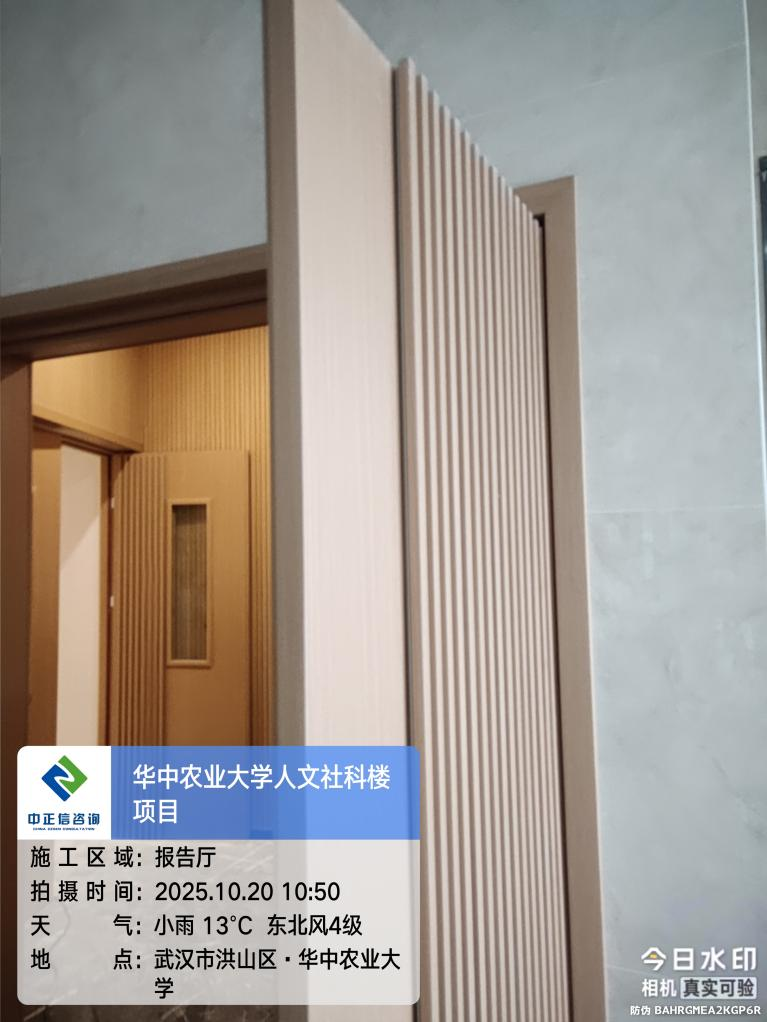 华中农业大学人文社科楼
项目
中正信咨询
施工区域：报告厅
拍摄时间：2025.10.20 10:50
天气：小雨 13°C 东北风4级
地点：武汉市洪山区·华中农业大
学
今日水印
相机 真实可验
防伪 BAHRGMEA2KGP6R